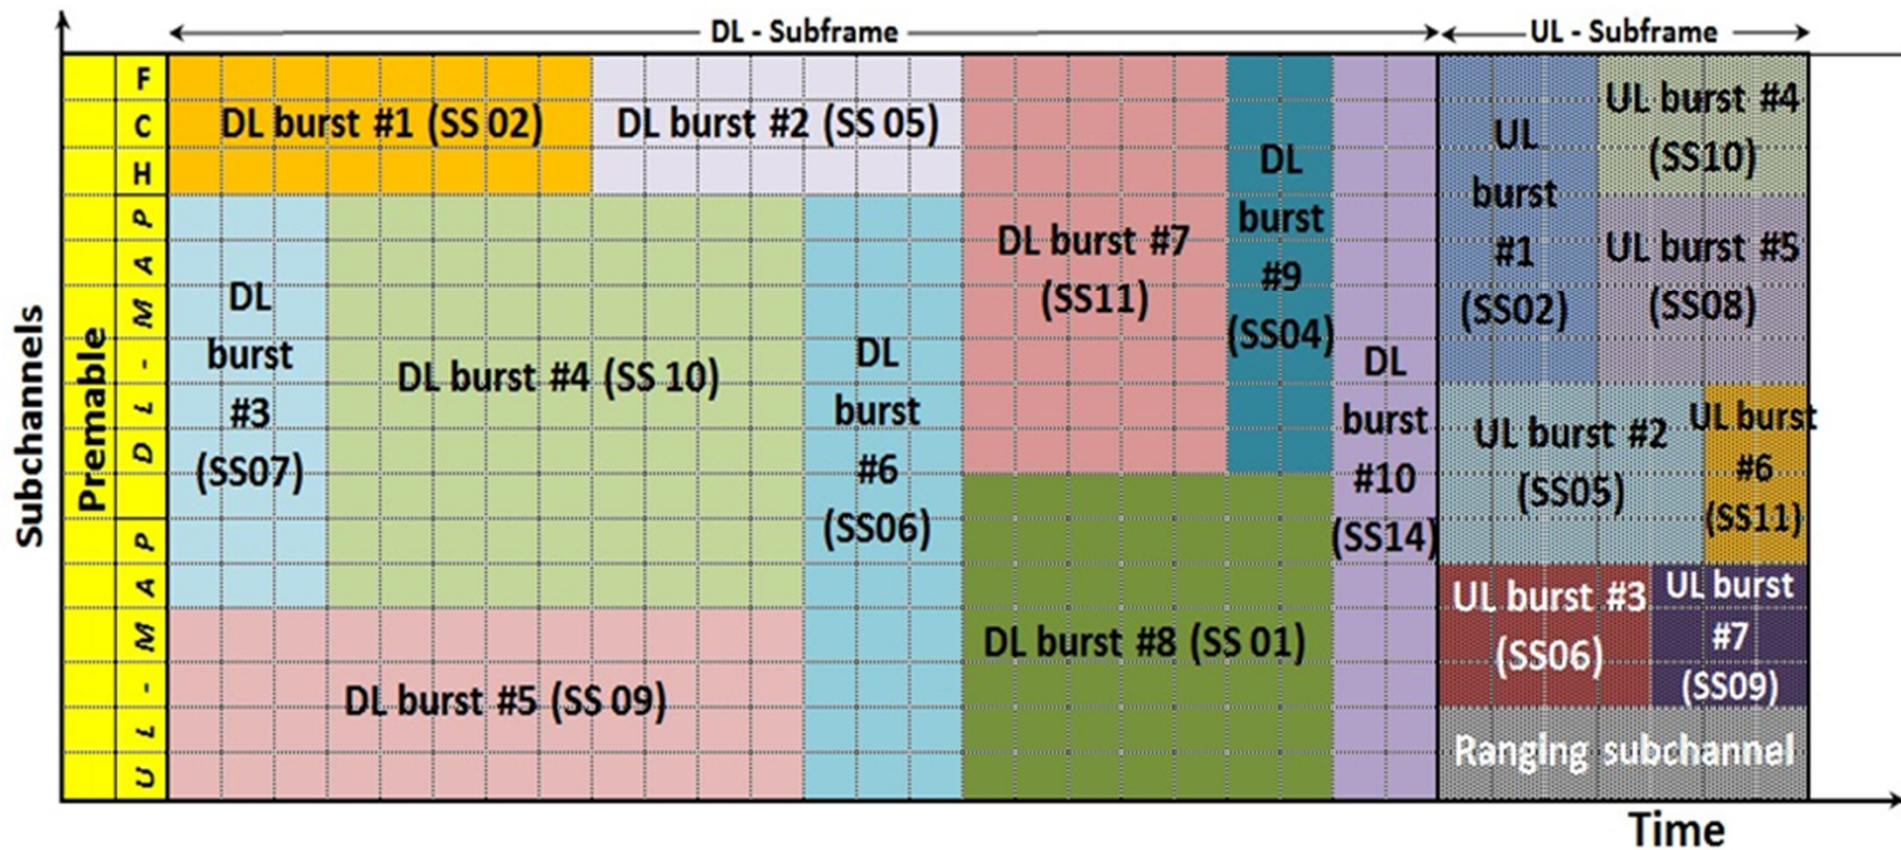 DL - Subframe
UL - Subframe
Subchannels
Premable
F
C
H
P
A
M
-
L
D
P
A
M
-
L
U
DL burst #1 (SS 02)
DL burst #2 (SS 05)
DL
burst
#3
(SS07)
DL burst #4 (SS 10)
DL burst #5 (SS 09)
DL
burst
#6
(SS06)
DL burst #7
(SS11)
DL burst #8 (SS 01)
DL
burst
#9
(SS04)
DL
burst
#10
(SS14)
UL
burst
#1
(SS02)
UL burst #4
(SS10)
UL burst #5
(SS08)
UL burst #2
(SS05)
UL burst
#6
(SS11)
UL burst #3
(SS06)
UL burst
#7
(SS09)
Ranging subchannel
Time